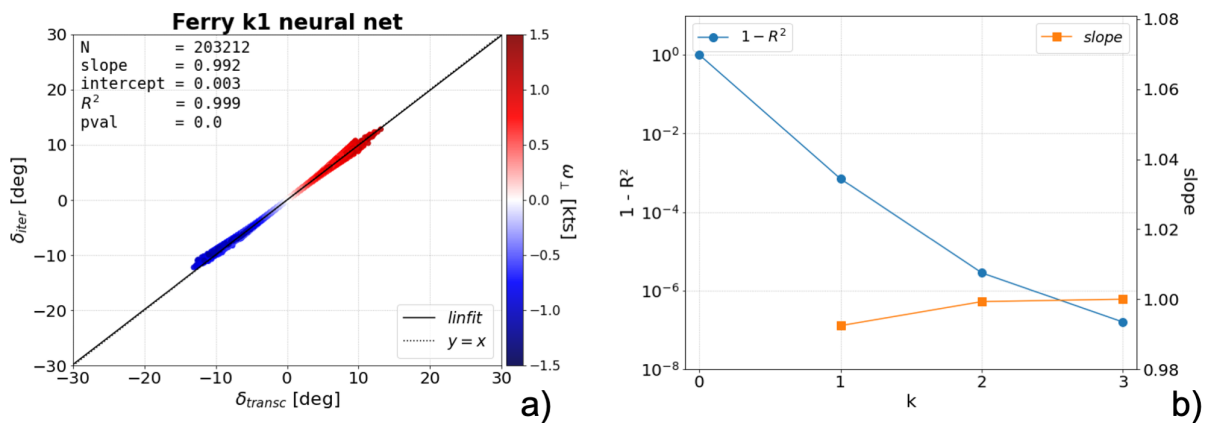 Ferry k1 neural net
N = 203212
slope = 0.992
intercept = 0.003
R² = 0.999
pval = 0.0
30
20
10
0
−10
−20
−30
δiter [deg]
−30
−20
−10
0
10
20
30
δtransc [deg]
linfit
y = x
1.5
1.0
0.5
0.0
−0.5
−1.0
−1.5
ω⊥ [kts]
a)
1 − R²
slope
10⁰
10⁻²
10⁻⁴
10⁻⁶
10⁻⁸
1 - R²
0
1
2
3
k
1.08
1.06
1.04
1.02
1.00
0.98
slope
b)